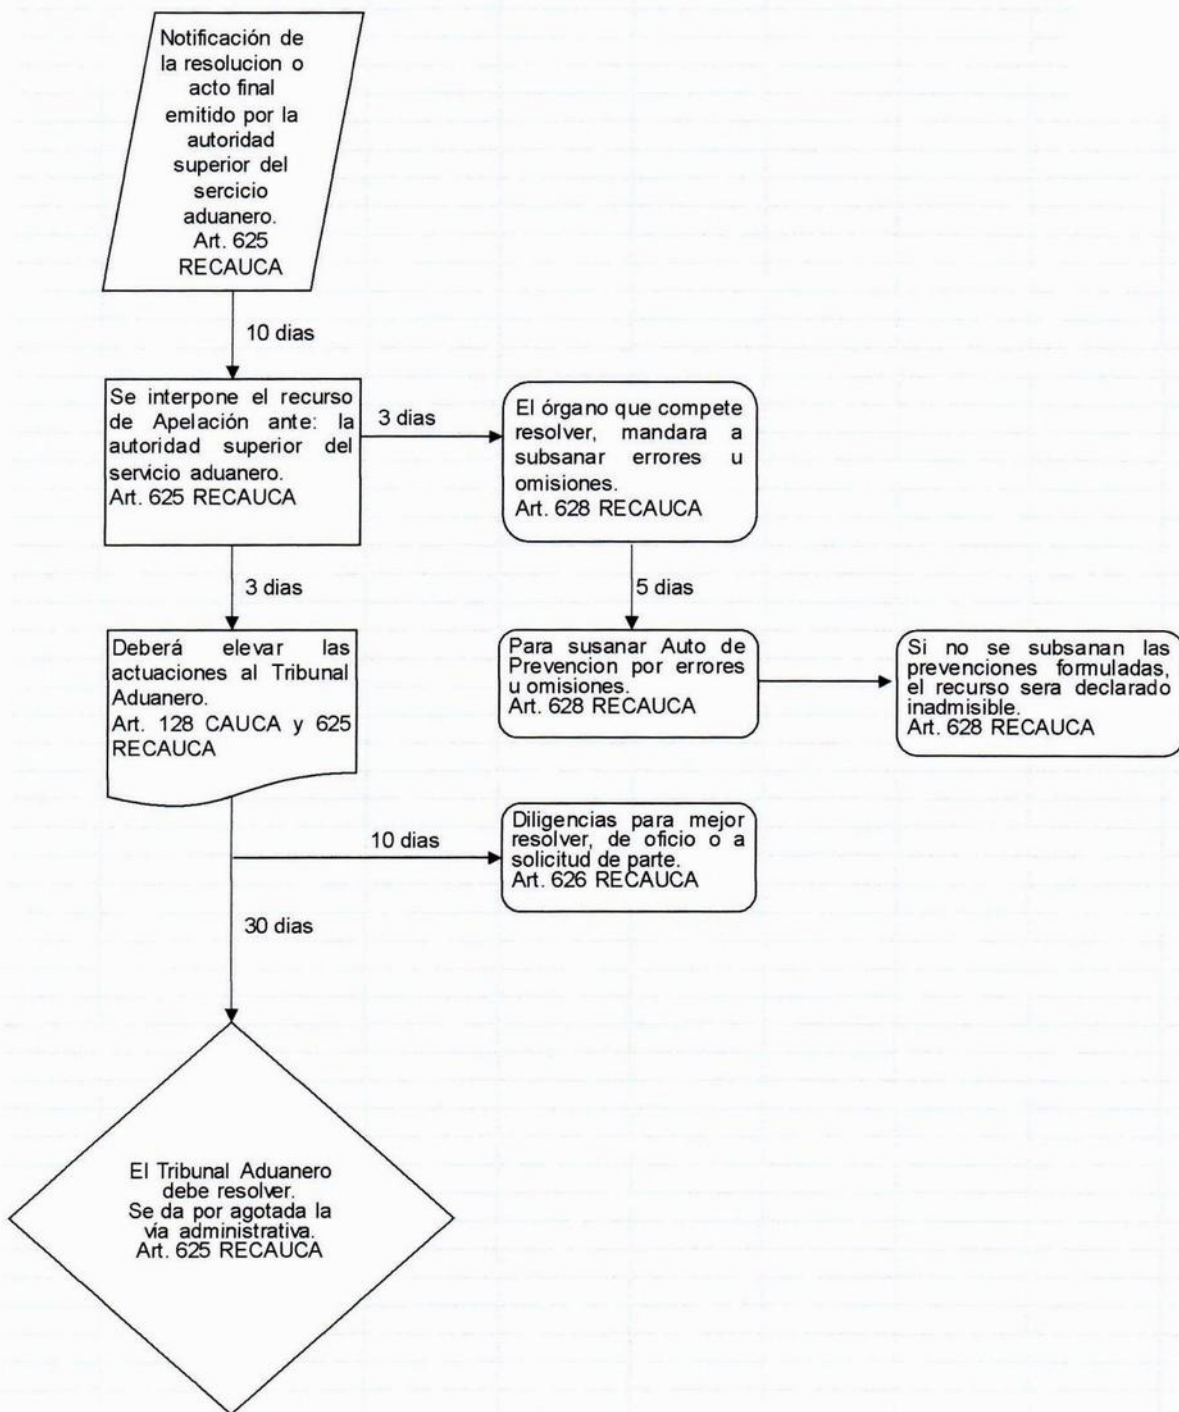 Notificación de
la resolucion o
acto final
emitido por la
autoridad
superior del
sercicio
aduanero.
Art. 625
RECAUCA
10 dias
Se interpone el recurso
de Apelación ante: la
autoridad superior del
servicio aduanero.
Art. 625 RECAUCA
3 dias
El órgano que compete
resolver, mandara a
subsanar errores u
omisiones.
Art. 628 RECAUCA
3 dias
5 dias
Deberá elevar las
actuaciones al Tribunal
Aduanero.
Art. 128 CAUCA y 625
RECAUCA
Para susanar Auto de
Prevencion por errores
u omisiones.
Art. 628 RECAUCA
Si no se subsanan las
prevenciones formuladas,
el recurso sera declarado
inadmisible.
Art. 628 RECAUCA
10 dias
Diligencias para mejor
resolver, de oficio o a
solicitud de parte.
Art. 626 RECAUCA
30 dias
El Tribunal Aduanero
debe resolver.
Se da por agotada la
vía administrativa.
Art. 625 RECAUCA